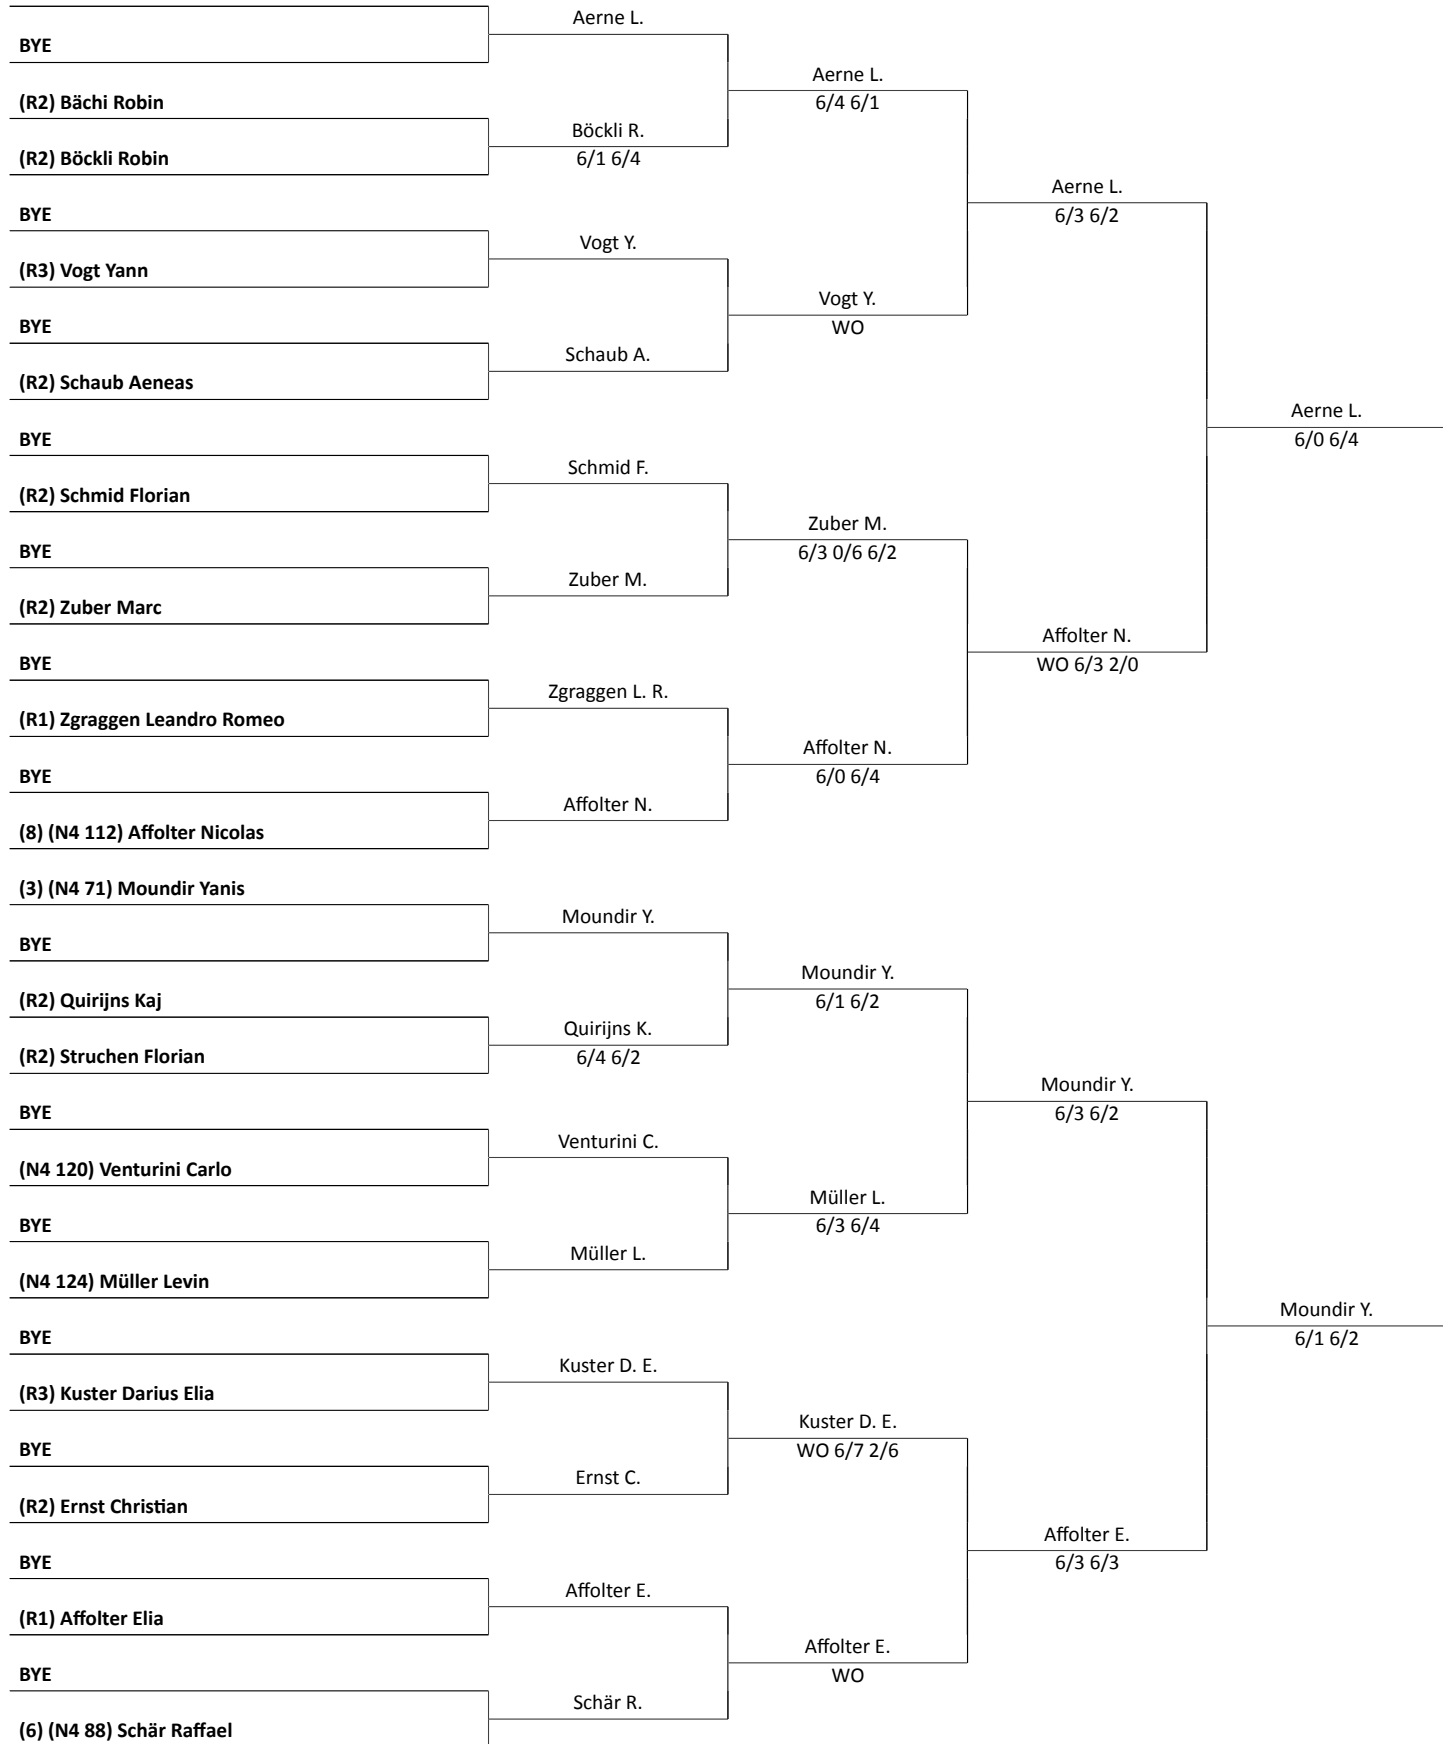 BYE
(R2) Bächi Robin
(R2) Böckli Robin
BYE
(R3) Vogt Yann
BYE
(R2) Schaub Aeneas
BYE
(R2) Schmid Florian
BYE
(R2) Zuber Marc
BYE
(R1) Zgraggen Leandro Romeo
BYE
(8) (N4 112) Affolter Nicolas
(3) (N4 71) Moundir Yanis
BYE
(R2) Quirijns Kaj
(R2) Struchen Florian
BYE
(N4 120) Venturini Carlo
BYE
(N4 124) Müller Levin
BYE
(R3) Kuster Darius Elia
BYE
(R2) Ernst Christian
BYE
(R1) Affolter Elia
BYE
(6) (N4 88) Schär Raffael
Aerne L.
Böckli R.
6/1 6/4
Vogt Y.
Schaub A.
Schmid F.
Zuber M.
Zgraggen L. R.
Affolter N.
Moundir Y.
Quirijns K.
6/4 6/2
Venturini C.
Müller L.
Kuster D. E.
Ernst C.
Affolter E.
Schär R.
Aerne L.
6/4 6/1
Vogt Y.
WO
Zuber M.
6/3 0/6 6/2
Affolter N.
6/0 6/4
Moundir Y.
6/1 6/2
Müller L.
6/3 6/4
Kuster D. E.
WO 6/7 2/6
Affolter E.
WO
Aerne L.
6/3 6/2
Affolter N.
WO 6/3 2/0
Moundir Y.
6/3 6/2
Affolter E.
6/3 6/3
Aerne L.
6/0 6/4
Moundir Y.
6/1 6/2